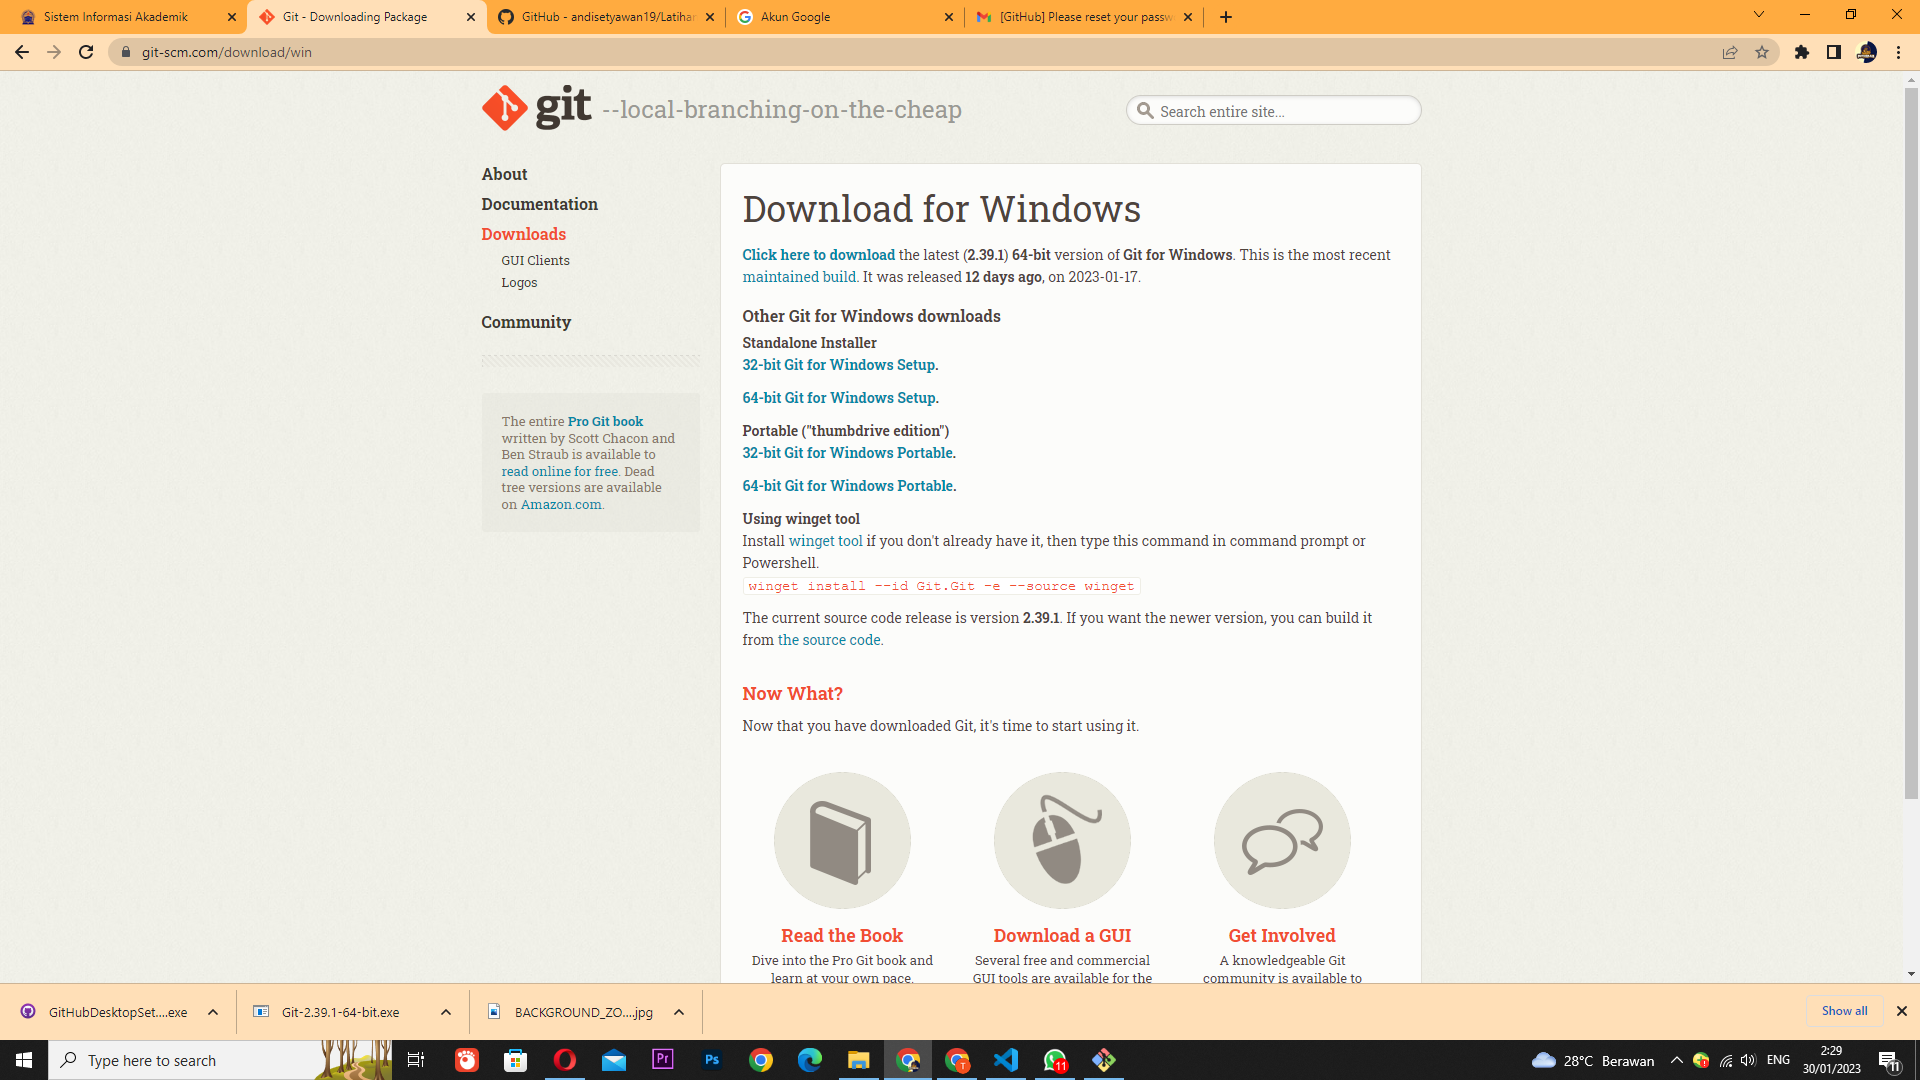 Sistem Informasi Akademik
Git - Downloading Package
GitHub - andisetyawan19/Latihan
Akun Google
[GitHub] Please reset your passw
git-scm.com/download/win
git --local-branching-on-the-cheap
Search entire site...
About
Documentation
Downloads
GUI Clients
Logos
Community
The entire Pro Git book
written by Scott Chacon and
Ben Straub is available to
read online for free. Dead
tree versions are available
on Amazon.com.
Download for Windows
Click here to download the latest (2.39.1) 64-bit version of Git for Windows. This is the most recent
maintained build. It was released 12 days ago, on 2023-01-17.
Other Git for Windows downloads
Standalone Installer
32-bit Git for Windows Setup.
64-bit Git for Windows Setup.
Portable ("thumbdrive edition")
32-bit Git for Windows Portable.
64-bit Git for Windows Portable.
Using winget tool
Install winget tool if you don't already have it, then type this command in command prompt or
Powershell.
winget install --id Git.Git -e --source winget
The current source code release is version 2.39.1. If you want the newer version, you can build it
from the source code.
Now What?
Now that you have downloaded Git, it's time to start using it.
Read the Book
Dive into the Pro Git book and
learn at your own pace.
Download a GUI
Several free and commercial
GUI tools are available for the
Get Involved
A knowledgeable Git
community is available to
GitHubDesktopSet....exe
Git-2.39.1-64-bit.exe
BACKGROUND_ZO....jpg
Show all
Type here to search
Pr
Ps
T
11
28°C Berawan
ENG
2:29
30/01/2023
11